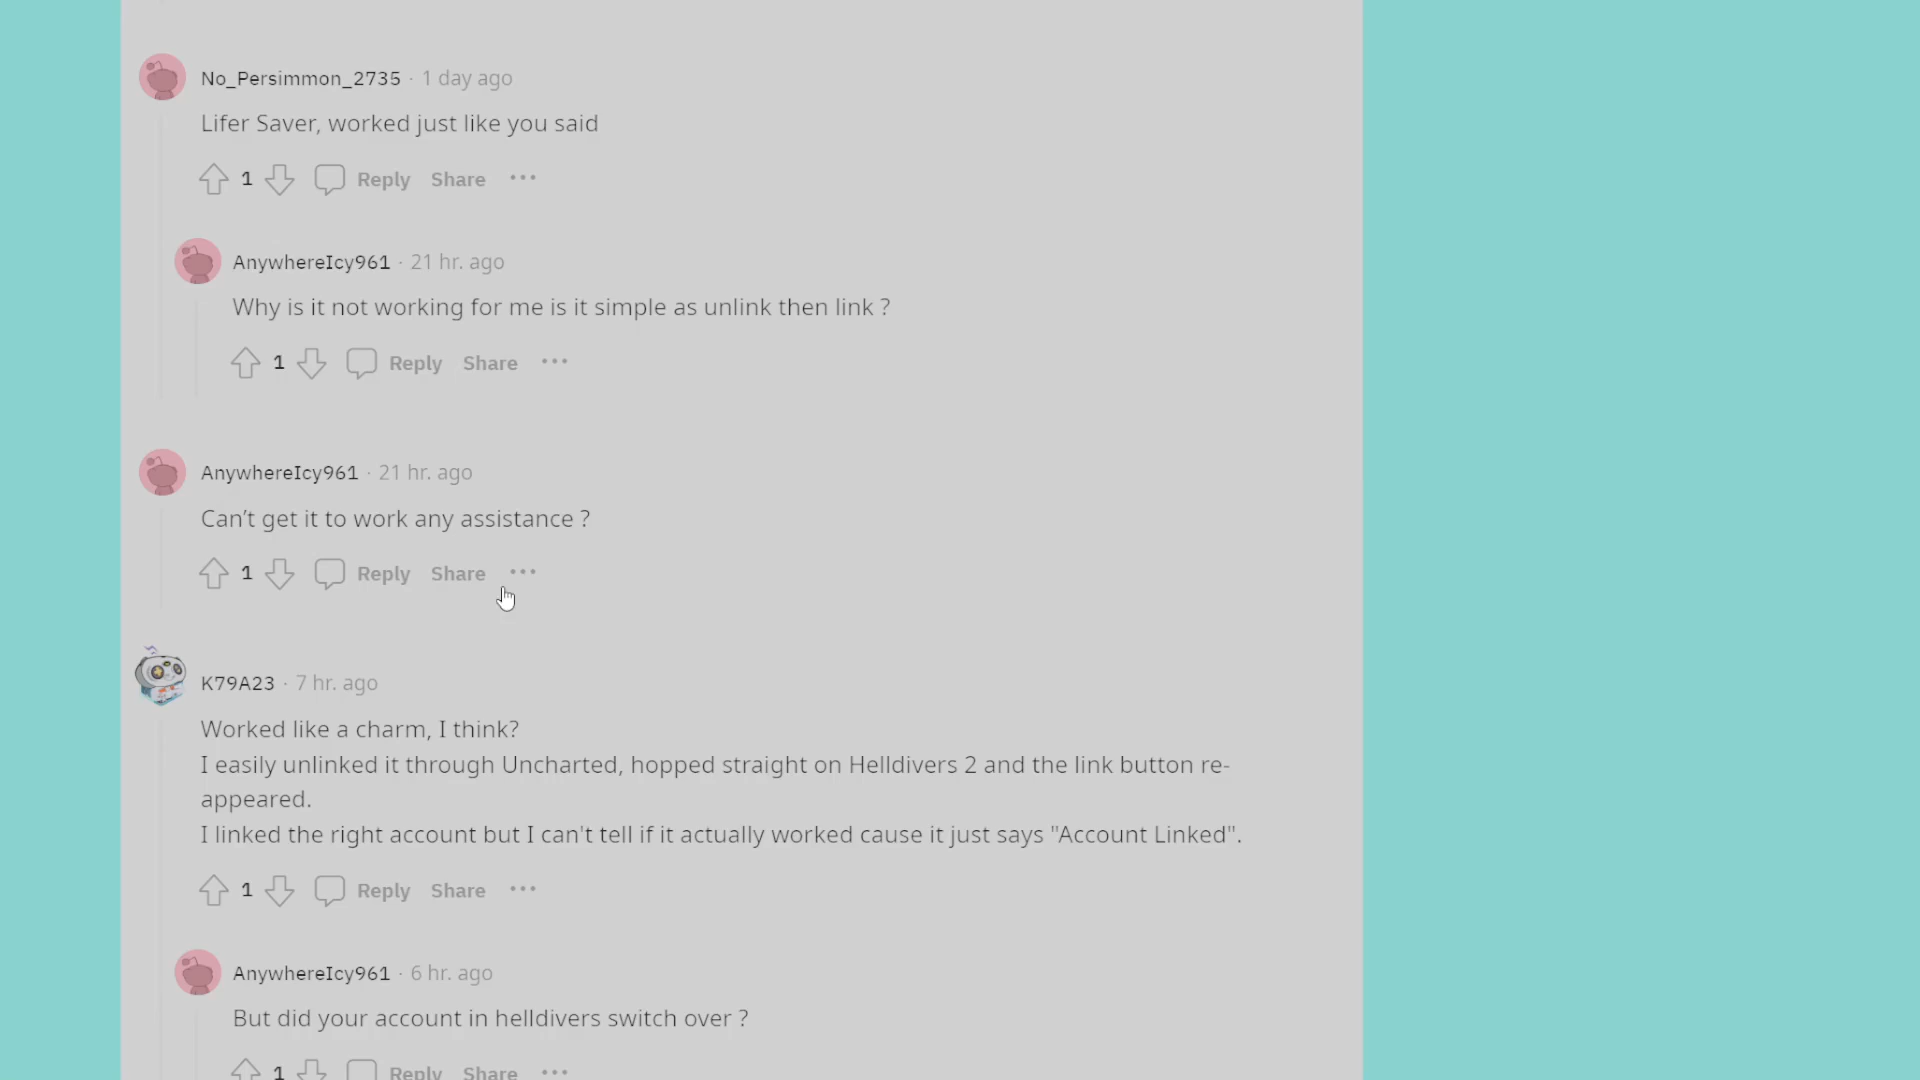 No_Persimmon_2735 · 1 day ago
Lifer Saver, worked just like you said
1 Reply Share ···
AnywhereIcy961 · 21 hr. ago
Why is it not working for me is it simple as unlink then link ?
1 Reply Share ···
AnywhereIcy961 · 21 hr. ago
Can’t get it to work any assistance ?
1 Reply Share ···
K79A23 · 7 hr. ago
Worked like a charm, I think?
I easily unlinked it through Uncharted, hopped straight on Helldivers 2 and the link button re-
appeared.
I linked the right account but I can't tell if it actually worked cause it just says "Account Linked".
1 Reply Share ···
AnywhereIcy961 · 6 hr. ago
But did your account in helldivers switch over ?
1 Reply Share ···